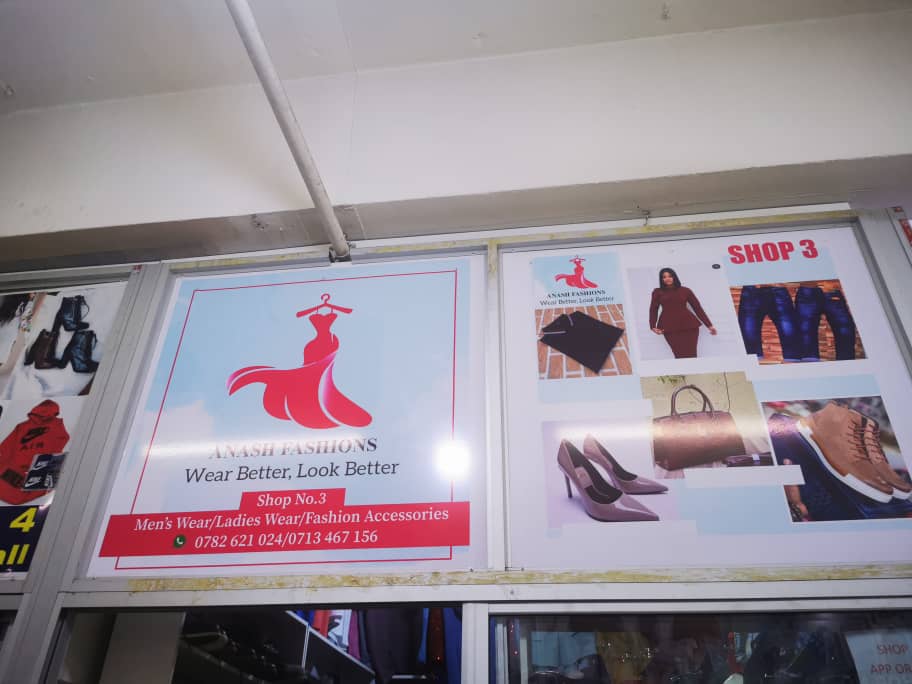 AIR
4
ANASH FASHIONS
Wear Better, Look Better
Shop No.3
Men's Wear/Ladies Wear/Fashion Accessories
0782 621 024/0713 467 156
SHOP 3
ANASH FASHIONS
Wear Better, Look Better
SHOP
APP OR